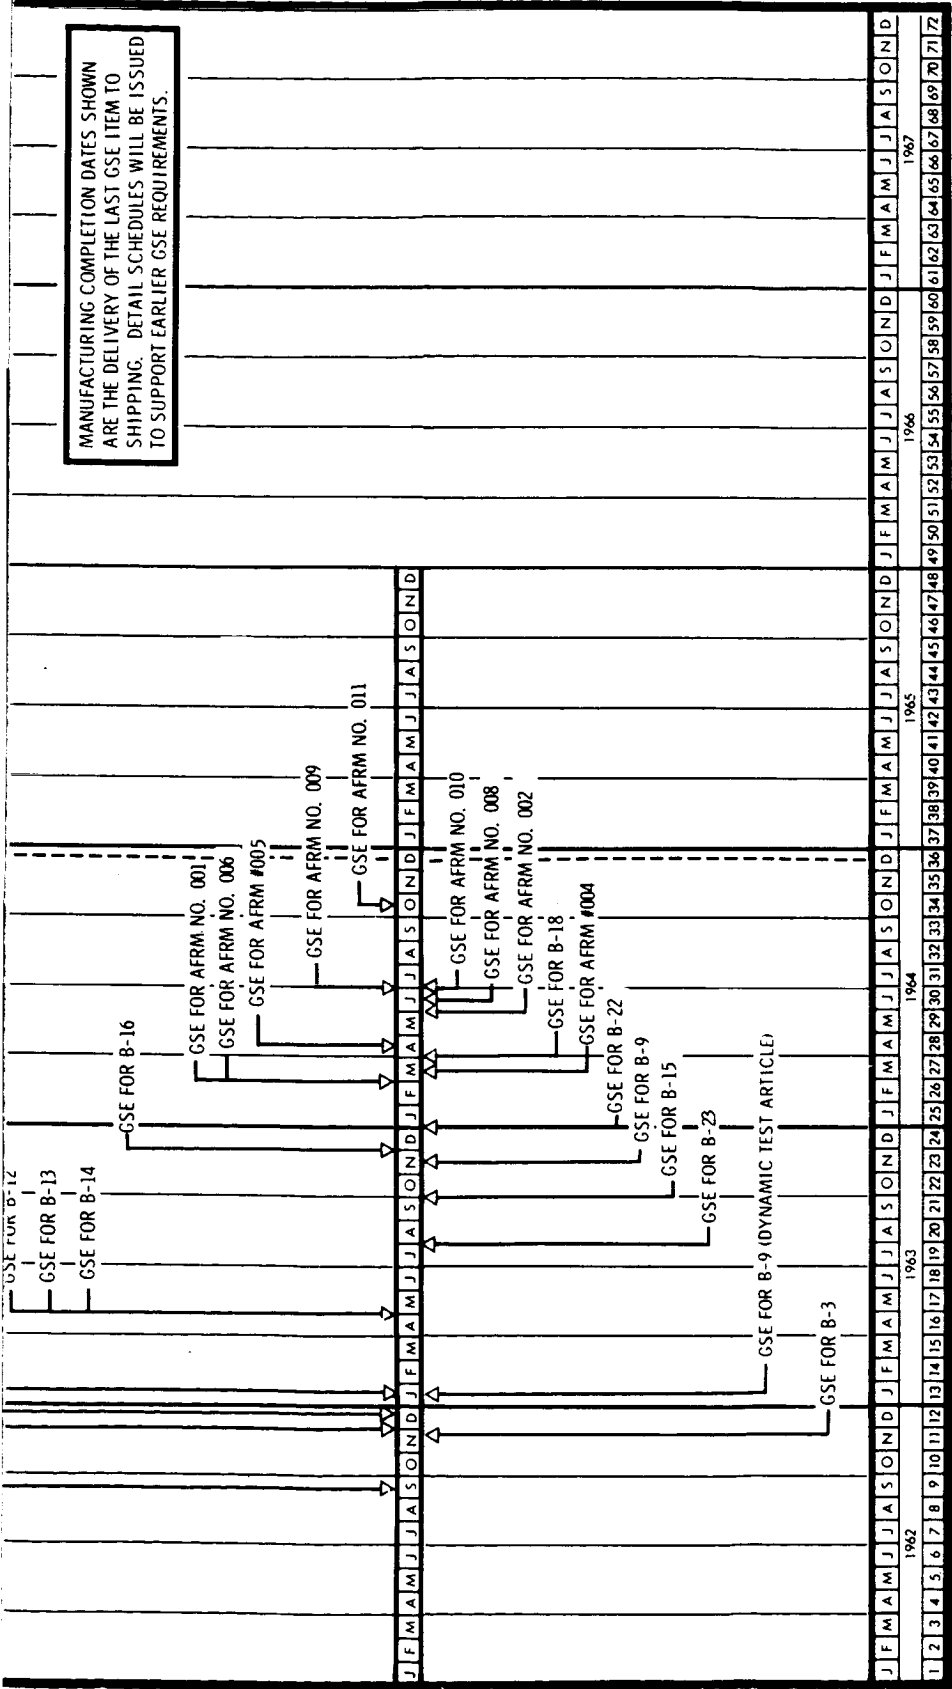 GSE FOR B-12
GSE FOR B-13
GSE FOR B-14
GSE FOR B-16
GSE FOR AFRM NO. 001
GSE FOR AFRM NO. 006
GSE FOR AFRM #005
GSE FOR AFRM NO. 009
GSE FOR AFRM NO. 011
MANUFACTURING COMPLETION DATES SHOWN
ARE THE DELIVERY OF THE LAST GSE ITEM TO
SHIPPING. DETAIL SCHEDULES WILL BE ISSUED
TO SUPPORT EARLIER GSE REQUIREMENTS.
J F M A M J J A S O N D J F M A M J J A S O N D J F M A M J J A S O N D J F M A M J J A S O N D
GSE FOR AFRM NO. 010
GSE FOR AFRM NO. 008
GSE FOR AFRM NO. 002
GSE FOR B-18
GSE FOR AFRM #004
GSE FOR B-22
GSE FOR B-9
GSE FOR B-15
GSE FOR B-23
GSE FOR B-9 (DYNAMIC TEST ARTICLE)
GSE FOR B-3
J F M A M J J A S O N D J F M A M J J A S O N D J F M A M J J A S O N D J F M A M J J A S O N D J F M A M J J A S O N D J F M A M J J A S O N D
1962 1963 1964 1965 1966 1967
1 2 3 4 5 6 7 8 9 10 11 12 13 14 15 16 17 18 19 20 21 22 23 24 25 26 27 28 29 30 31 32 33 34 35 36 37 38 39 40 41 42 43 44 45 46 47 48 49 50 51 52 53 54 55 56 57 58 59 60 61 62 63 64 65 66 67 68 69 70 71 72